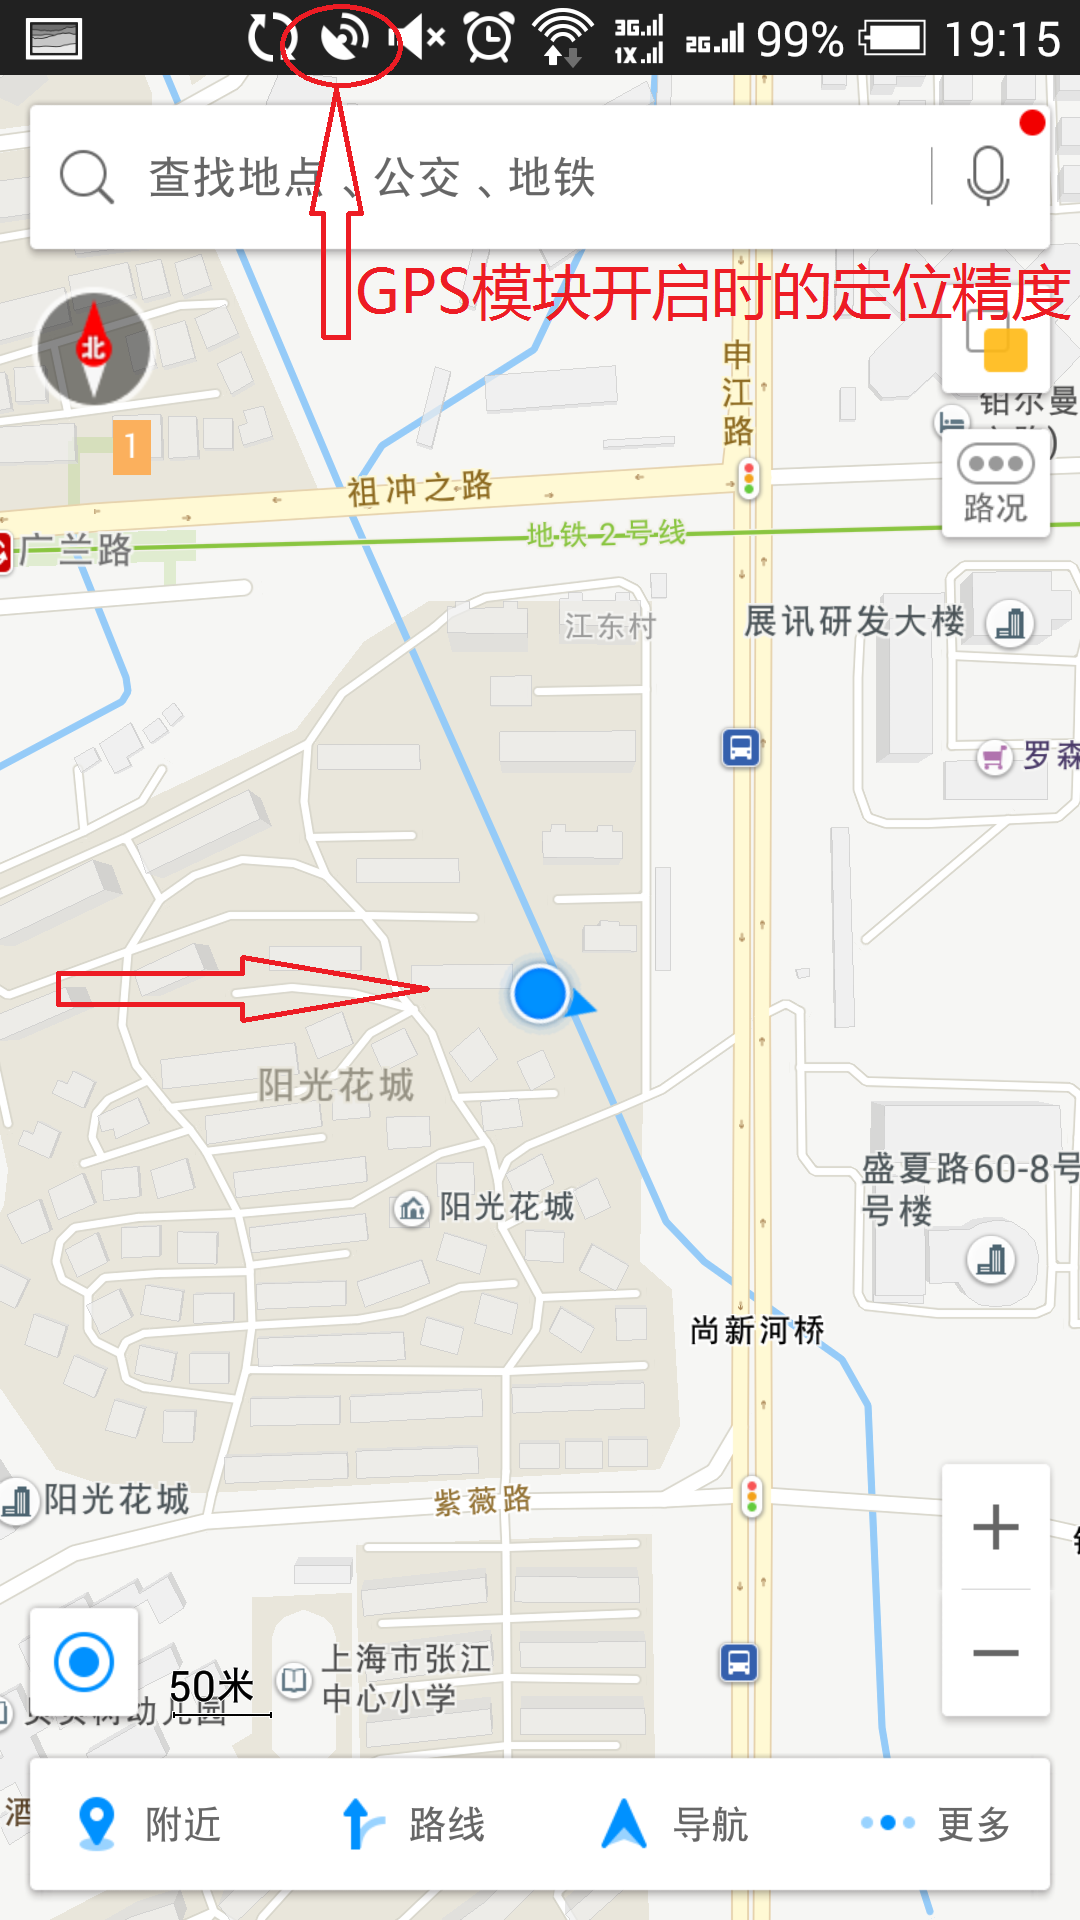 3G
1X
2G
99%
19:15
查找地点、公交、地铁
GPS模块开启时的定位精度
北
申江路
铂尔曼
1
祖冲之路
路况
地铁2号线
广兰路
江东村
展讯研发大楼
罗森
阳光花城
盛夏路60-8号
号楼
阳光花城
尚新河桥
阳光花城
紫薇路
+
—
50米
上海市张江
中心小学
酒
附近
路线
导航
更多